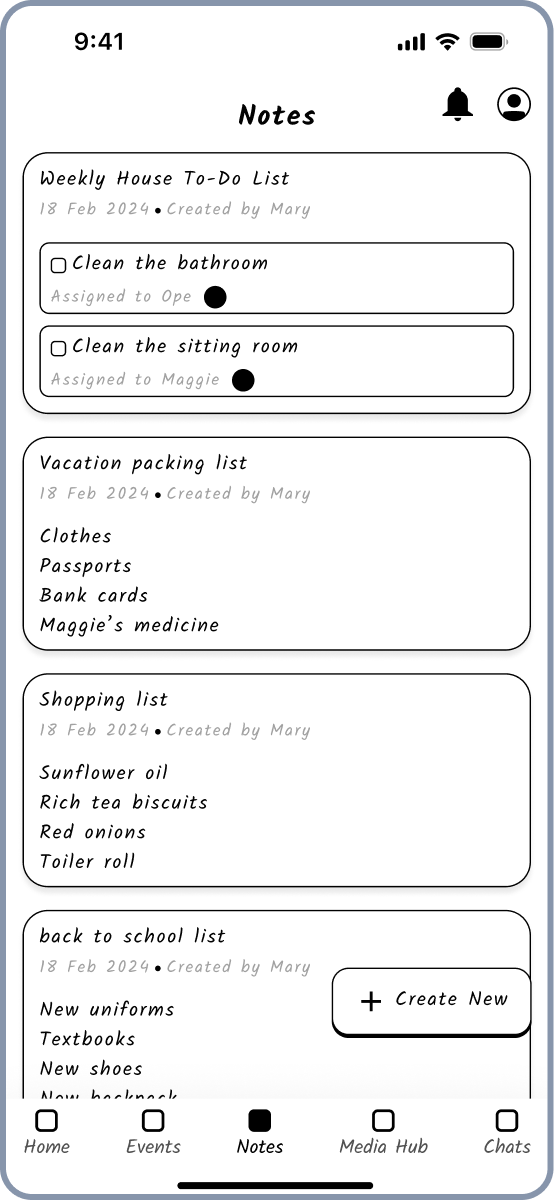 9:41
Notes
Weekly House To-Do List
18 Feb 2024 • Created by Mary
Clean the bathroom
Assigned to Ope
Clean the sitting room
Assigned to Maggie
Vacation packing list
18 Feb 2024 • Created by Mary
Clothes
Passports
Bank cards
Maggie's medicine
Shopping list
18 Feb 2024 • Created by Mary
Sunflower oil
Rich tea biscuits
Red onions
Toiler roll
back to school list
18 Feb 2024 • Created by Mary
+ Create New
New uniforms
Textbooks
New shoes
New backpack
Home Events Notes Media Hub Chats